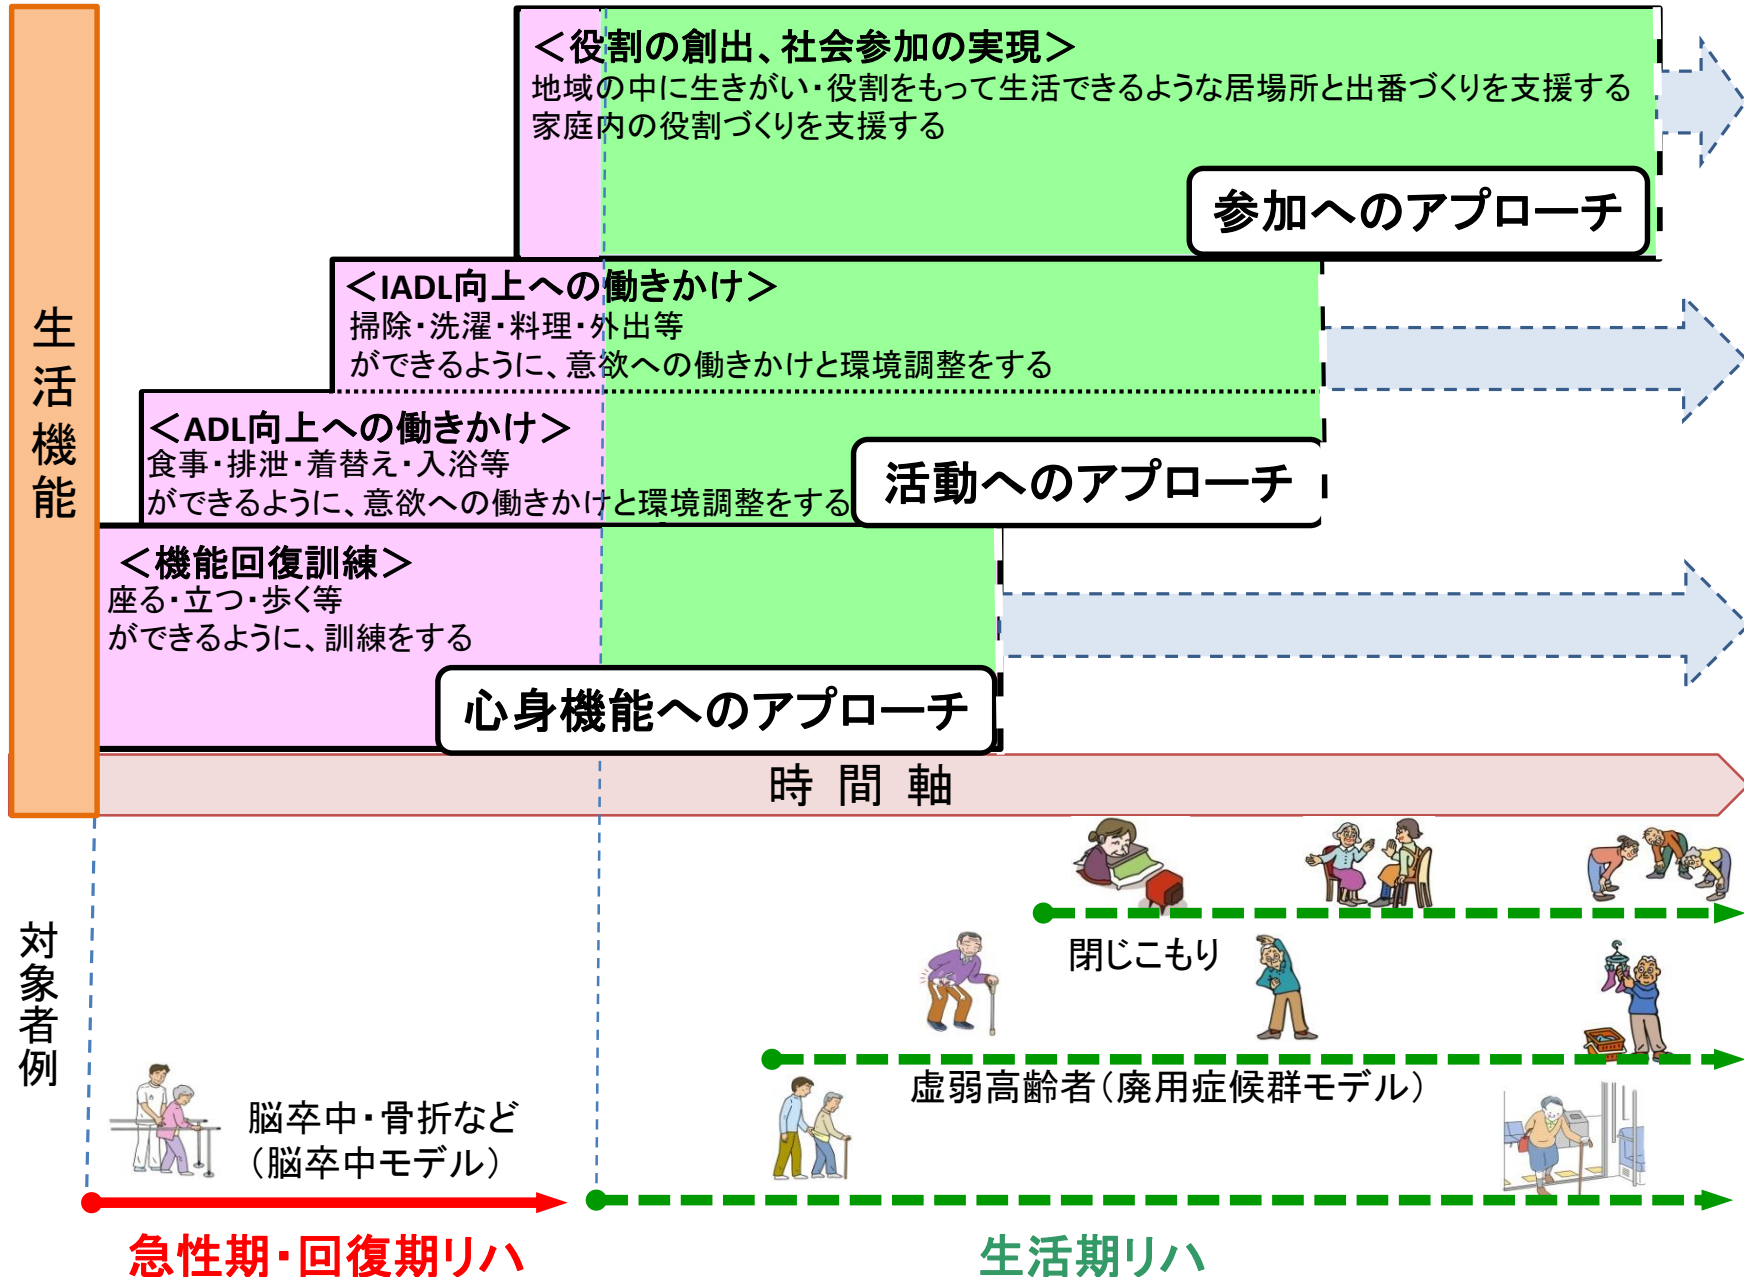 生活機能
＜役割の創出、社会参加の実現＞
地域の中に生きがい・役割をもって生活できるような居場所と出番づくりを支援する
家庭内の役割づくりを支援する
参加へのアプローチ
＜IADL向上への働きかけ＞
掃除・洗濯・料理・外出等
ができるように、意欲への働きかけと環境調整をする
＜ADL向上への働きかけ＞
食事・排泄・着替え・入浴等
ができるように、意欲への働きかけと環境調整をする
活動へのアプローチ
＜機能回復訓練＞
座る・立つ・歩く等
ができるように、訓練をする
心身機能へのアプローチ
時間軸
対象者例
閉じこもり
虚弱高齢者（廃用症候群モデル）
脳卒中・骨折など
（脳卒中モデル）
急性期・回復期リハ
生活期リハ